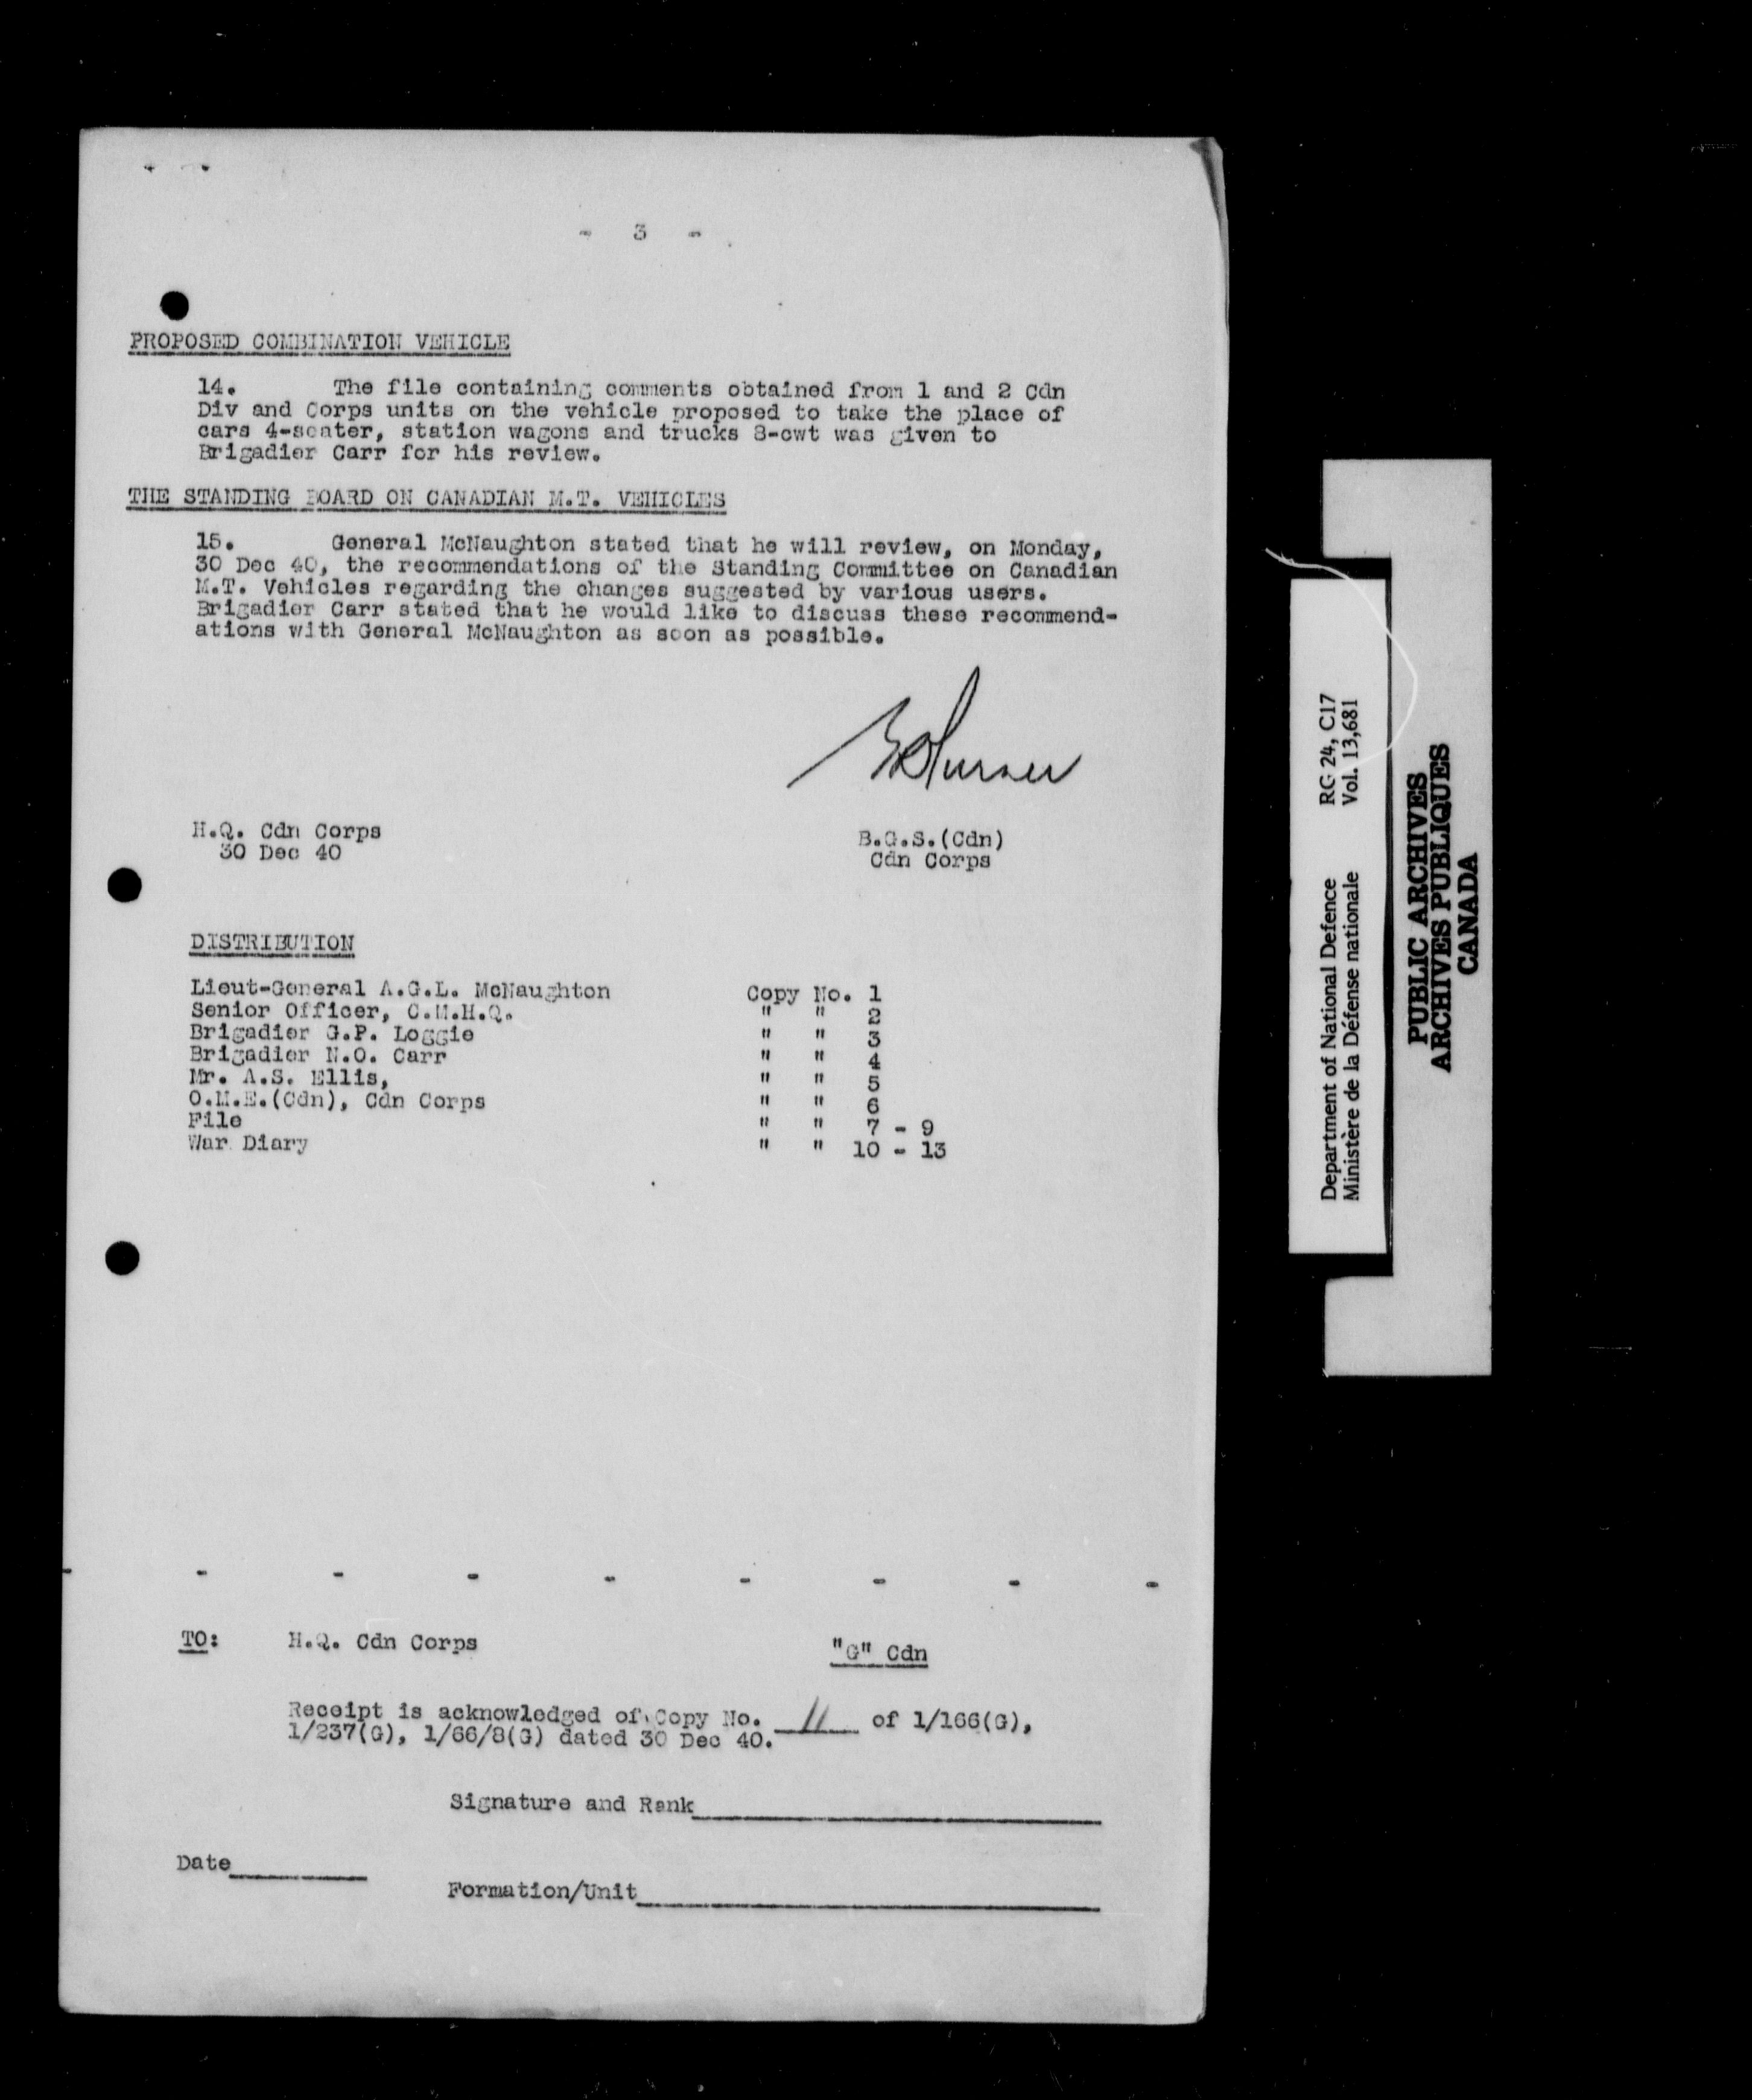 - 3 -
PROPOSED COMBINATION VEHICLE
14. The file containing comments obtained from 1 and 2 Cdn
Div and Corps units on the vehicle proposed to take the place of
cars 4-seater, station wagons and trucks 8-cwt was given to
Brigadier Carr for his review.
THE STANDING BOARD ON CANADIAN M.T. VEHICLES
15. General McNaughton stated that he will review, on Monday,
30 Dec 40, the recommendations of the Standing Committee on Canadian
M.T. Vehicles regarding the changes suggested by various users.
Brigadier Carr stated that he would like to discuss these recommend-
ations with General McNaughton as soon as possible.
Turner
H.Q. Cdn Corps
30 Dec 40
B.G.S.(Cdn)
Cdn Corps
DISTRIBUTION
Lieut-General A.G.L. McNaughton Copy No. 1
Senior Officer, C.M.H.Q. " " 2
Brigadier G.P. Loggie " " 3
Brigadier N.O. Carr " " 4
Mr. A.S. Ellis, " " 5
O.M.E.(Cdn), Cdn Corps " " 6
File " " 7 - 9
War Diary " " 10 - 13
- - - - - - - - -
TO: H.Q. Cdn Corps "G" Cdn
Receipt is acknowledged of Copy No. 11 of 1/166(G),
1/237(G), 1/66/8(G) dated 30 Dec 40.
Signature and Rank
Date
Formation/Unit
Department of National Defence RG 24, C17
Ministère de la Défense nationale Vol. 13,681
PUBLIC ARCHIVES
ARCHIVES PUBLIQUES
CANADA